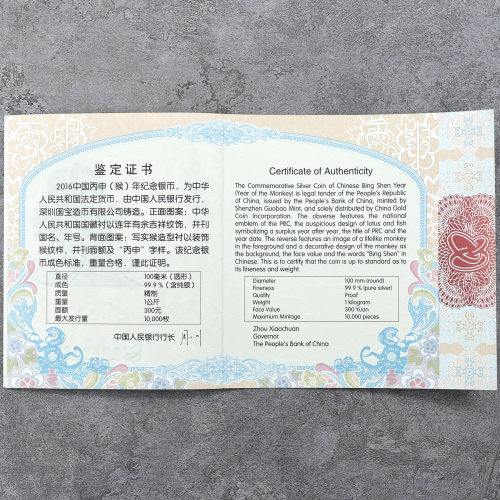 鉴定证书
2016中国丙申（猴）年纪念银币，为中华
人民共和国法定货币，由中国人民银行发行，
深圳国宝造币有限公司铸造。正面图案：中华
人民共和国国徽衬以连年有余吉祥纹饰，并刊
国名、年号。背面图案：写实猴造型衬以装饰
猴纹样，并刊面额及“丙申”字样。该纪念银
币成色标准，重量合格，谨此证明。
直径 100毫米（圆形）
成色 99.9％（含纯银）
质量 精制
重量 1公斤
面额 300元
最大发行量 10,000枚
中国人民银行行长
Certificate of Authenticity
The Commemorative Silver Coin of Chinese Bing Shen Year
(Year of the Monkey) is legal tender of the People's Republic
of China, issued by the People's Bank of China, minted by
Shenzhen Guobao Mint, and solely distributed by China Gold
Coin Incorporation. The obverse features the national
emblem of the PRC, the auspicious design of lotus and fish
symbolizing a surplus year after year, the title of PRC and the
year date. The reverse features an image of a lifelike monkey
in the foreground and a decorative design of the monkey as
the background, the face value and the words "Bing Shen" in
Chinese. This is to certify that the coin is up to standard as to
its fineness and weight.
Diameter 100 mm (round)
Fineness 99.9 % (pure silver)
Quality Proof
Weight 1 kilogram
Face Value 300 Yuan
Maximum Mintage 10,000 pieces
Zhou Xiaochuan
Governor
The People's Bank of China